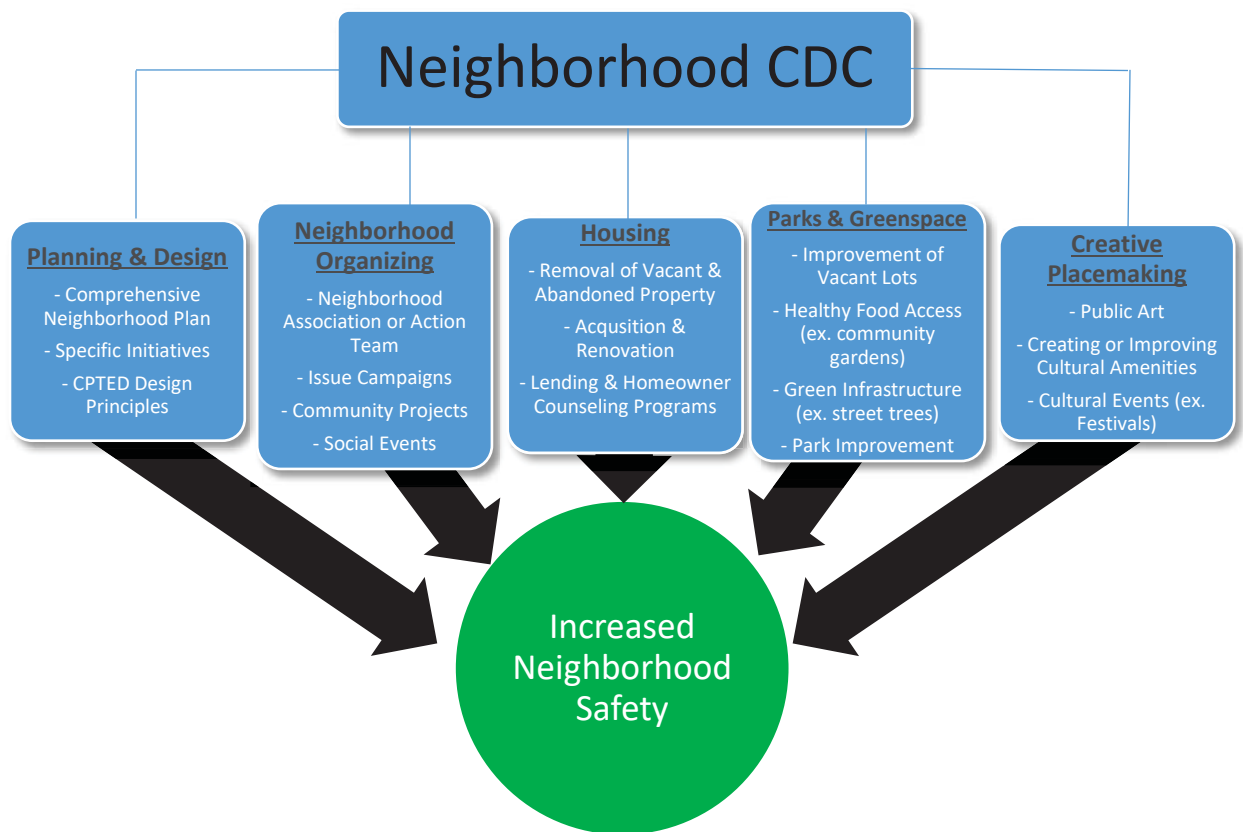 Neighborhood CDC
Planning & Design
- Comprehensive
Neighborhood Plan
- Specific Initiatives
- CPTED Design
Principles
Neighborhood
Organizing
- Neighborhood
Association or Action
Team
- Issue Campaigns
- Community Projects
- Social Events
Housing
- Removal of Vacant &
Abandoned Property
- Acqusition &
Renovation
- Lending & Homeowner
Counseling Programs
Parks & Greenspace
- Improvement of
Vacant Lots
- Healthy Food Access
(ex. community
gardens)
- Green Infrastructure
(ex. street trees)
- Park Improvement
Creative
Placemaking
- Public Art
- Creating or Improving
Cultural Amenities
- Cultural Events (ex.
Festivals)
Increased
Neighborhood
Safety